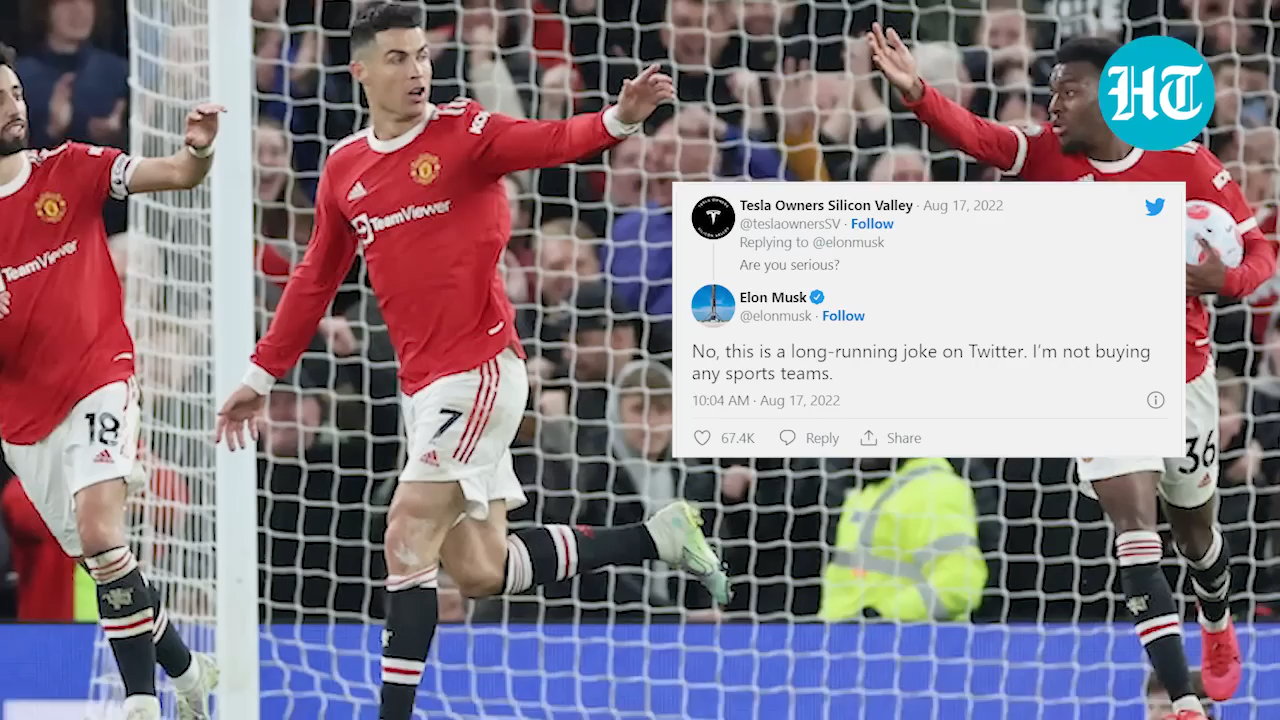 HT
Tesla Owners Silicon Valley · Aug 17, 2022
@teslaownersSV · Follow
Replying to @elonmusk
Are you serious?
Elon Musk
@elonmusk · Follow
No, this is a long-running joke on Twitter. I'm not buying
any sports teams.
10:04 AM · Aug 17, 2022
67.4K Reply Share
TeamViewer
TeamViewer
18
7
36